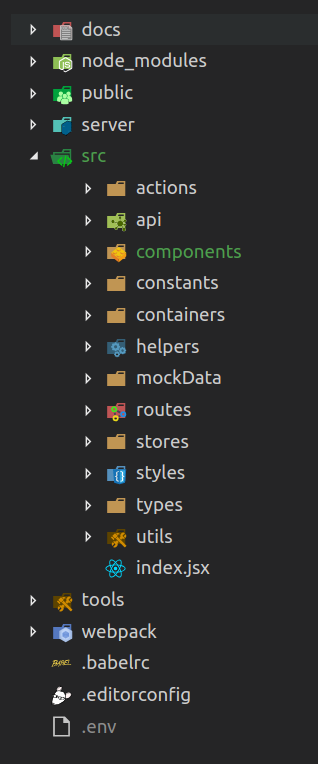 docs
node_modules
public
server
src
actions
api
components
constants
containers
helpers
mockData
routes
stores
styles
types
utils
index.jsx
tools
webpack
.babelrc
.editorconfig
.env